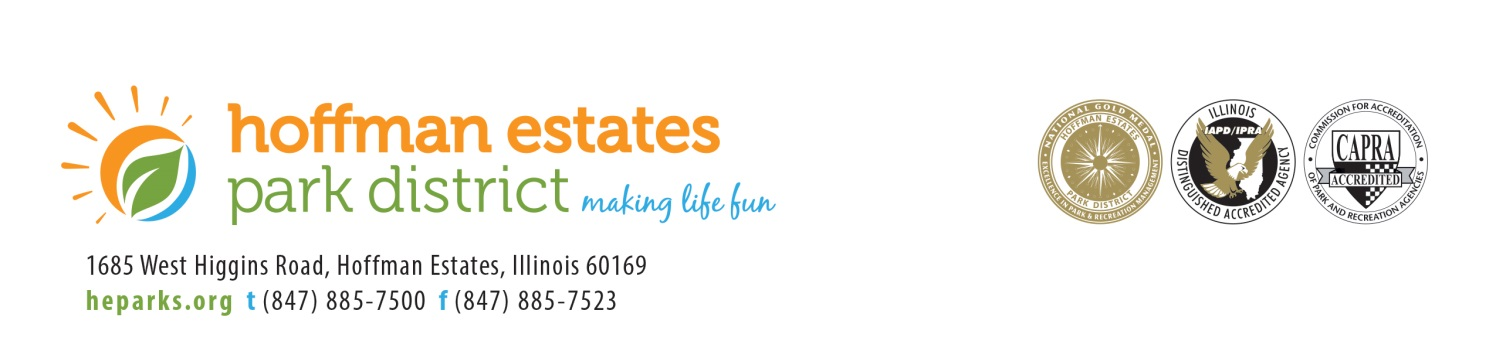 hoffman estates
park district making life fun
1685 West Higgins Road, Hoffman Estates, Illinois 60169
heparks.org t (847) 885-7500 f (847) 885-7523
• NATIONAL GOLD MEDAL •
EXCELLENCE IN PARK & RECREATION MANAGEMENT
HOFFMAN ESTATES
PARK DISTRICT
ILLINOIS
IAPD/IPRA
DISTINGUISHED ACCREDITED AGENCY
COMMISSION FOR ACCREDITATION
CAPRA
ACCREDITED
• OF PARK AND RECREATION AGENCIES •